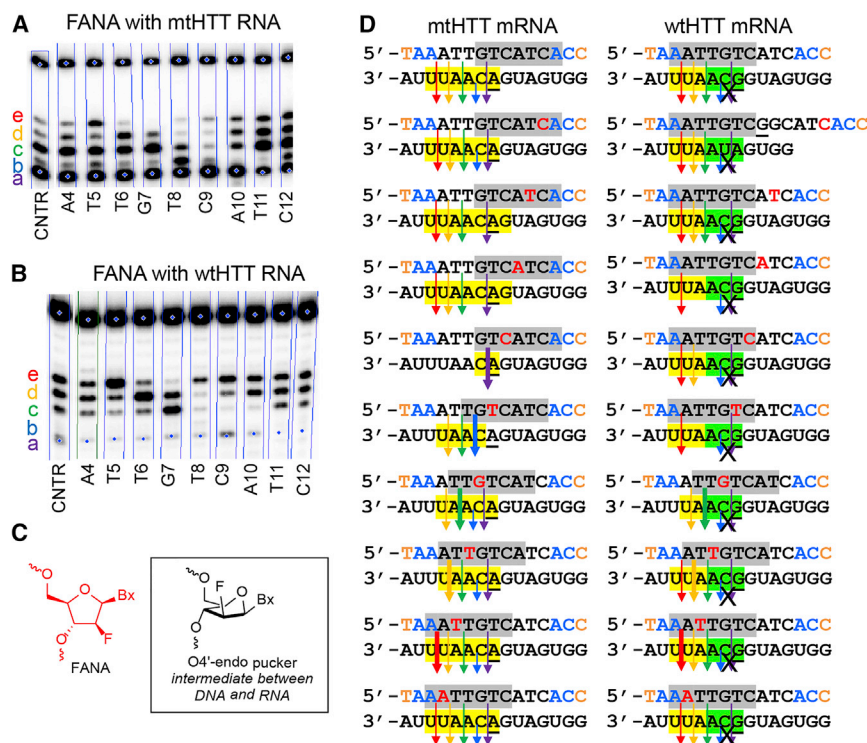 A
FANA with mtHTT RNA
e
d
c
b
a
CNTR
A4
T5
T6
G7
T8
C9
A10
T11
C12
B
FANA with wtHTT RNA
e
d
c
b
a
CNTR
A4
T5
T6
G7
T8
C9
A10
T11
C12
C
O
O
Bx
O
F
FANA
O
F
O
Bx
O
O4'-endo pucker
intermediate between
DNA and RNA
D
mtHTT mRNA wtHTT mRNA
5′-TAAATTGTCATCACC 5′-TAAATTGTCATCACC
3′-AUUUAACAGUAGUGG 3′-AUUUAACGGUAGUGG
5′-TAAATTGTCATCACC 5′-TAAATTGTCGGCATCACC
3′-AUUUAACAGUAGUGG
5′-TAAATTGTCATCACC 5′-TAAATTGTCATCACC
3′-AUUUAACAGUAGUGG 3′-AUUUAACGGUAGUGG
5′-TAAATTGTCATCACC 5′-TAAATTGTCATCACC
3′-AUUUAACAGUAGUGG 3′-AUUUAACGGUAGUGG
5′-TAAATTGTCATCACC 5′-TAAATTGTCATCACC
3′-AUUUAACAGUAGUGG 3′-AUUUAACGGUAGUGG
5′-TAAATTGTCATCACC 5′-TAAATTGTCATCACC
3′-AUUUAACAGUAGUGG 3′-AUUUAACGGUAGUGG
5′-TAAATTGTCATCACC 5′-TAAATTGTCATCACC
3′-AUUUAACAGUAGUGG 3′-AUUUAACGGUAGUGG
5′-TAAATTGTCATCACC 5′-TAAATTGTCATCACC
3′-AUUUAACAGUAGUGG 3′-AUUUAACGGUAGUGG
5′-TAAATTGTCATCACC 5′-TAAATTGTCATCACC
3′-AUUUAACAGUAGUGG 3′-AUUUAACGGUAGUGG
5′-TAAATTGTCATCACC 5′-TAAATTGTCATCACC
3′-AUUUAACAGUAGUGG 3′-AUUUAACGGUAGUGG